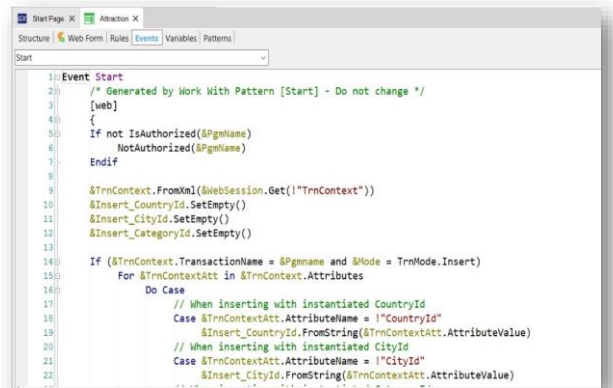 Start Page X Attraction X
Structure Web Form Rules Events Variables Patterns
Start
1 Event Start
2 /* Generated by Work With Pattern [Start] - Do not change */
3 [web]
4 {
5 If not IsAuthorized(&PgmName)
6 NotAuthorized(&PgmName)
7 Endif
8
9 &TrnContext.FromXml(&WebSession.Get(!"TrnContext"))
10 &Insert_CountryId.SetEmpty()
11 &Insert_CityId.SetEmpty()
12 &Insert_CategoryId.SetEmpty()
13
14 If (&TrnContext.TransactionName = &Pgmname and &Mode = TrnMode.Insert)
15 For &TrnContextAtt in &TrnContext.Attributes
16 Do Case
17 // When inserting with instantiated CountryId
18 Case &TrnContextAtt.AttributeName = !"CountryId"
19 &Insert_CountryId.FromString(&TrnContextAtt.AttributeValue)
20 // When inserting with instantiated CityId
21 Case &TrnContextAtt.AttributeName = !"CityId"
22 &Insert_CityId.FromString(&TrnContextAtt.AttributeValue)